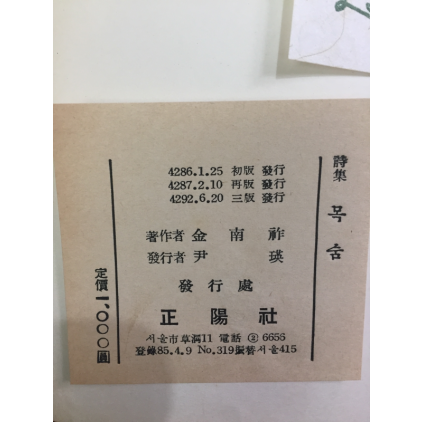 詩集 목숨
4286.1.25 初版 發行
4287.2.10 再版 發行
4292.6.20 三版 發行
著作者 金南祚
發行者 尹瑛
發行處
正陽社
서울市草洞11 電話 ② 6656
登錄85.4.9 No.319振替서울415
定價 1,000圓